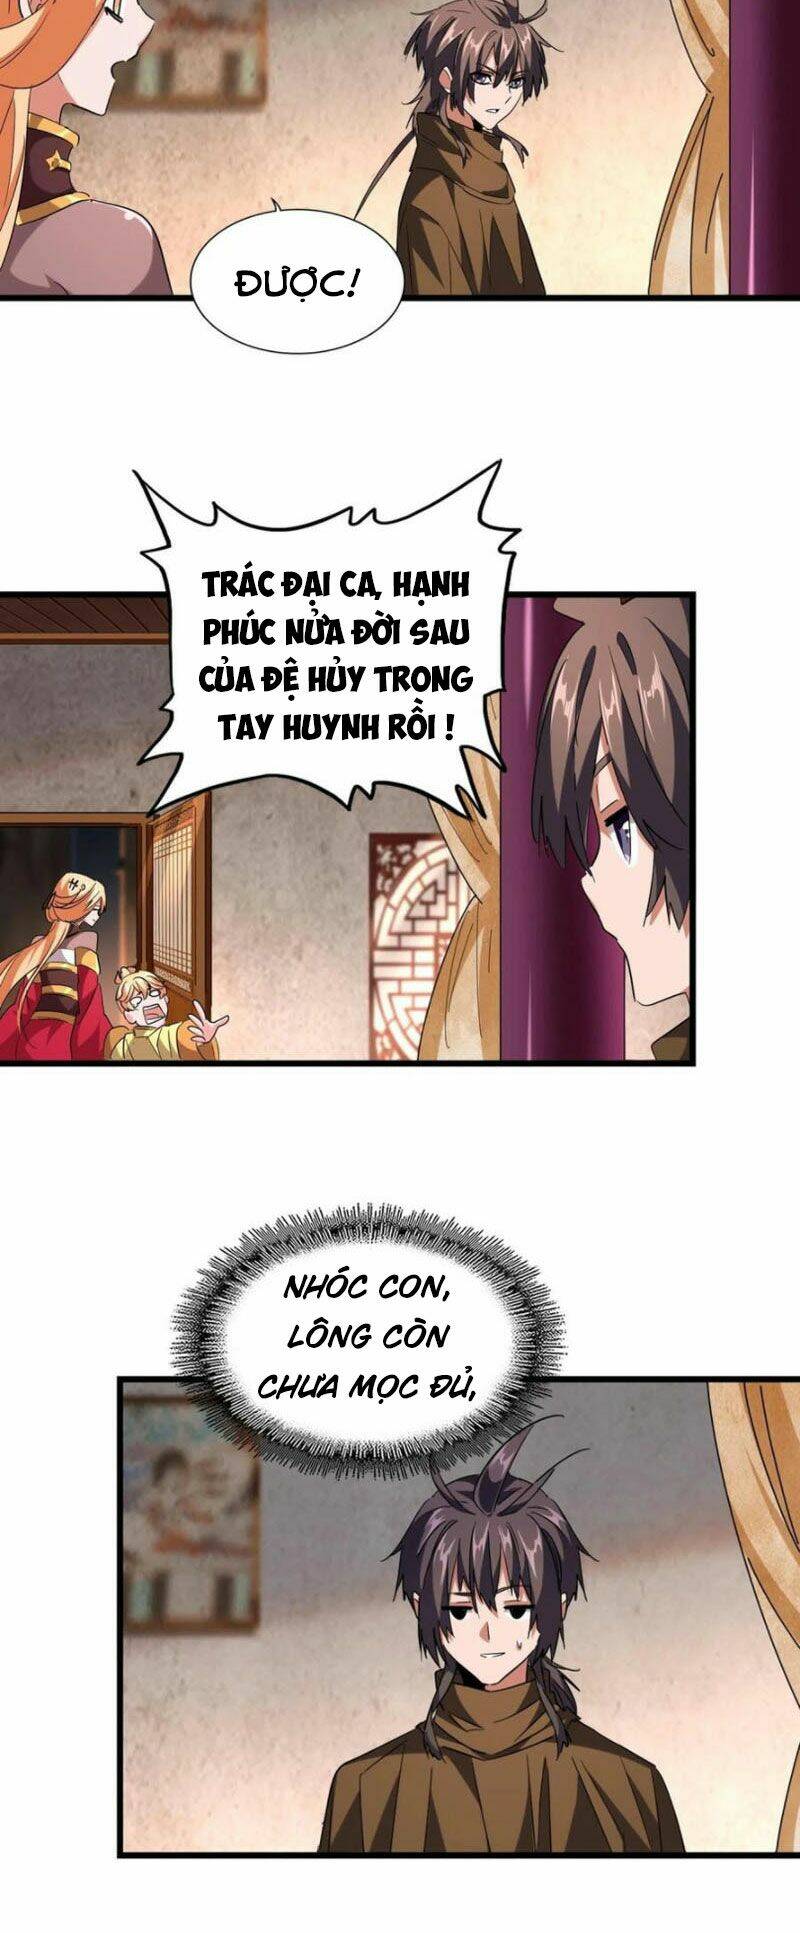 ĐƯỢC!
TRÁC ĐẠI CA, HẠNH
PHÚC NỬA ĐỜI SAU
CỦA ĐỆ HỦY TRONG
TAY HUYNH RỒI !
NHÓC CON,
LÔNG CÒN
CHƯA MỌC ĐỦ,